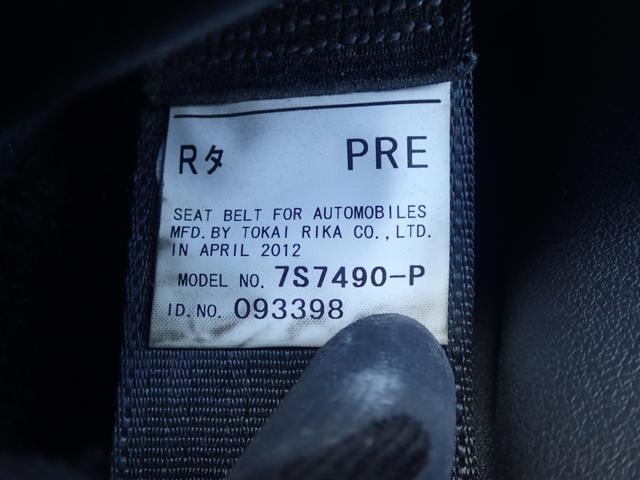 Rタ PRE
SEAT BELT FOR AUTOMOBILES
MFD. BY TOKAI RIKA CO., LTD.
IN APRIL 2012
MODEL NO. 7S7490-P
ID. NO. 093398